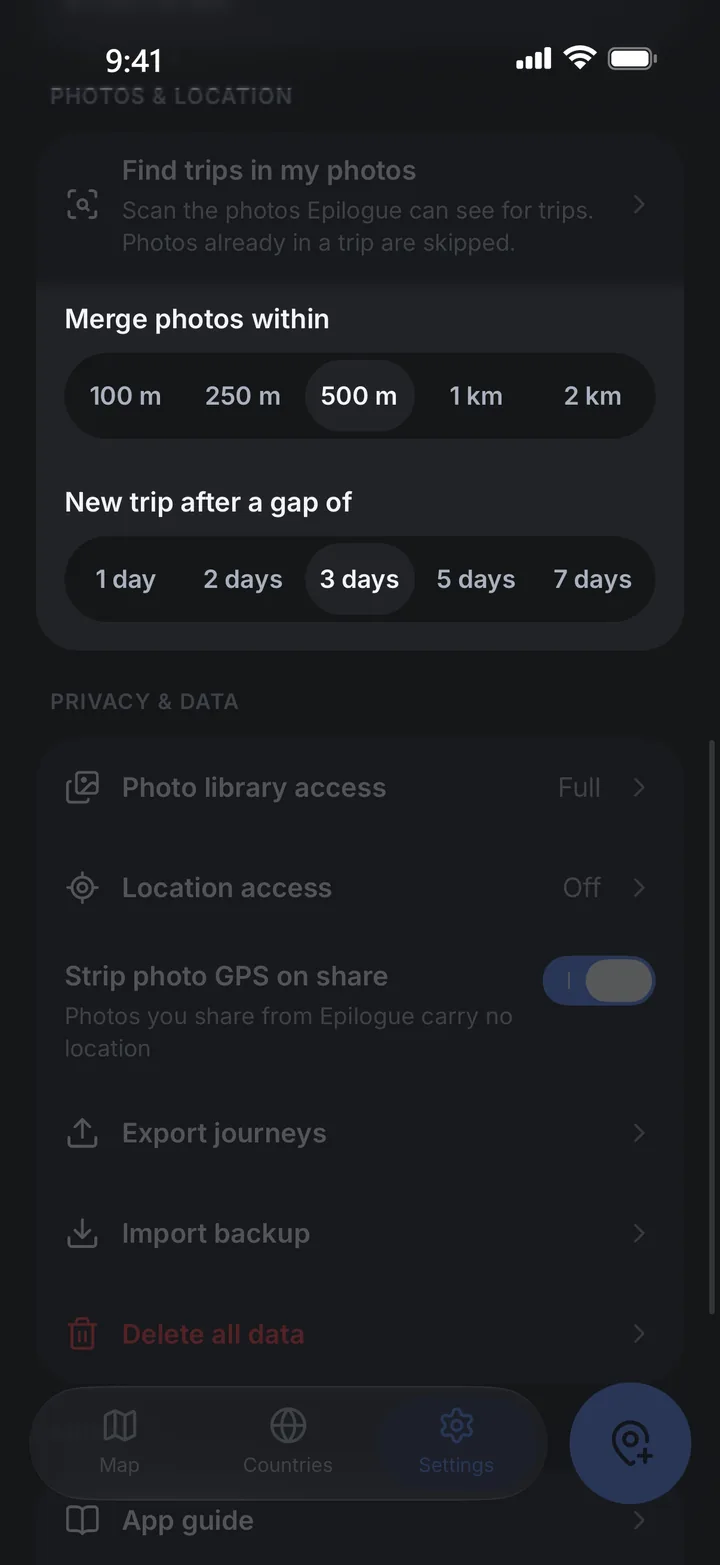 9:41
PHOTOS & LOCATION
Find trips in my photos
Scan the photos Epilogue can see for trips.
Photos already in a trip are skipped.
Merge photos within
100 m 250 m 500 m 1 km 2 km
New trip after a gap of
1 day 2 days 3 days 5 days 7 days
PRIVACY & DATA
Photo library access Full
Location access Off
Strip photo GPS on share
Photos you share from Epilogue carry no
location
Export journeys
Import backup
Delete all data
Map Countries Settings
App guide